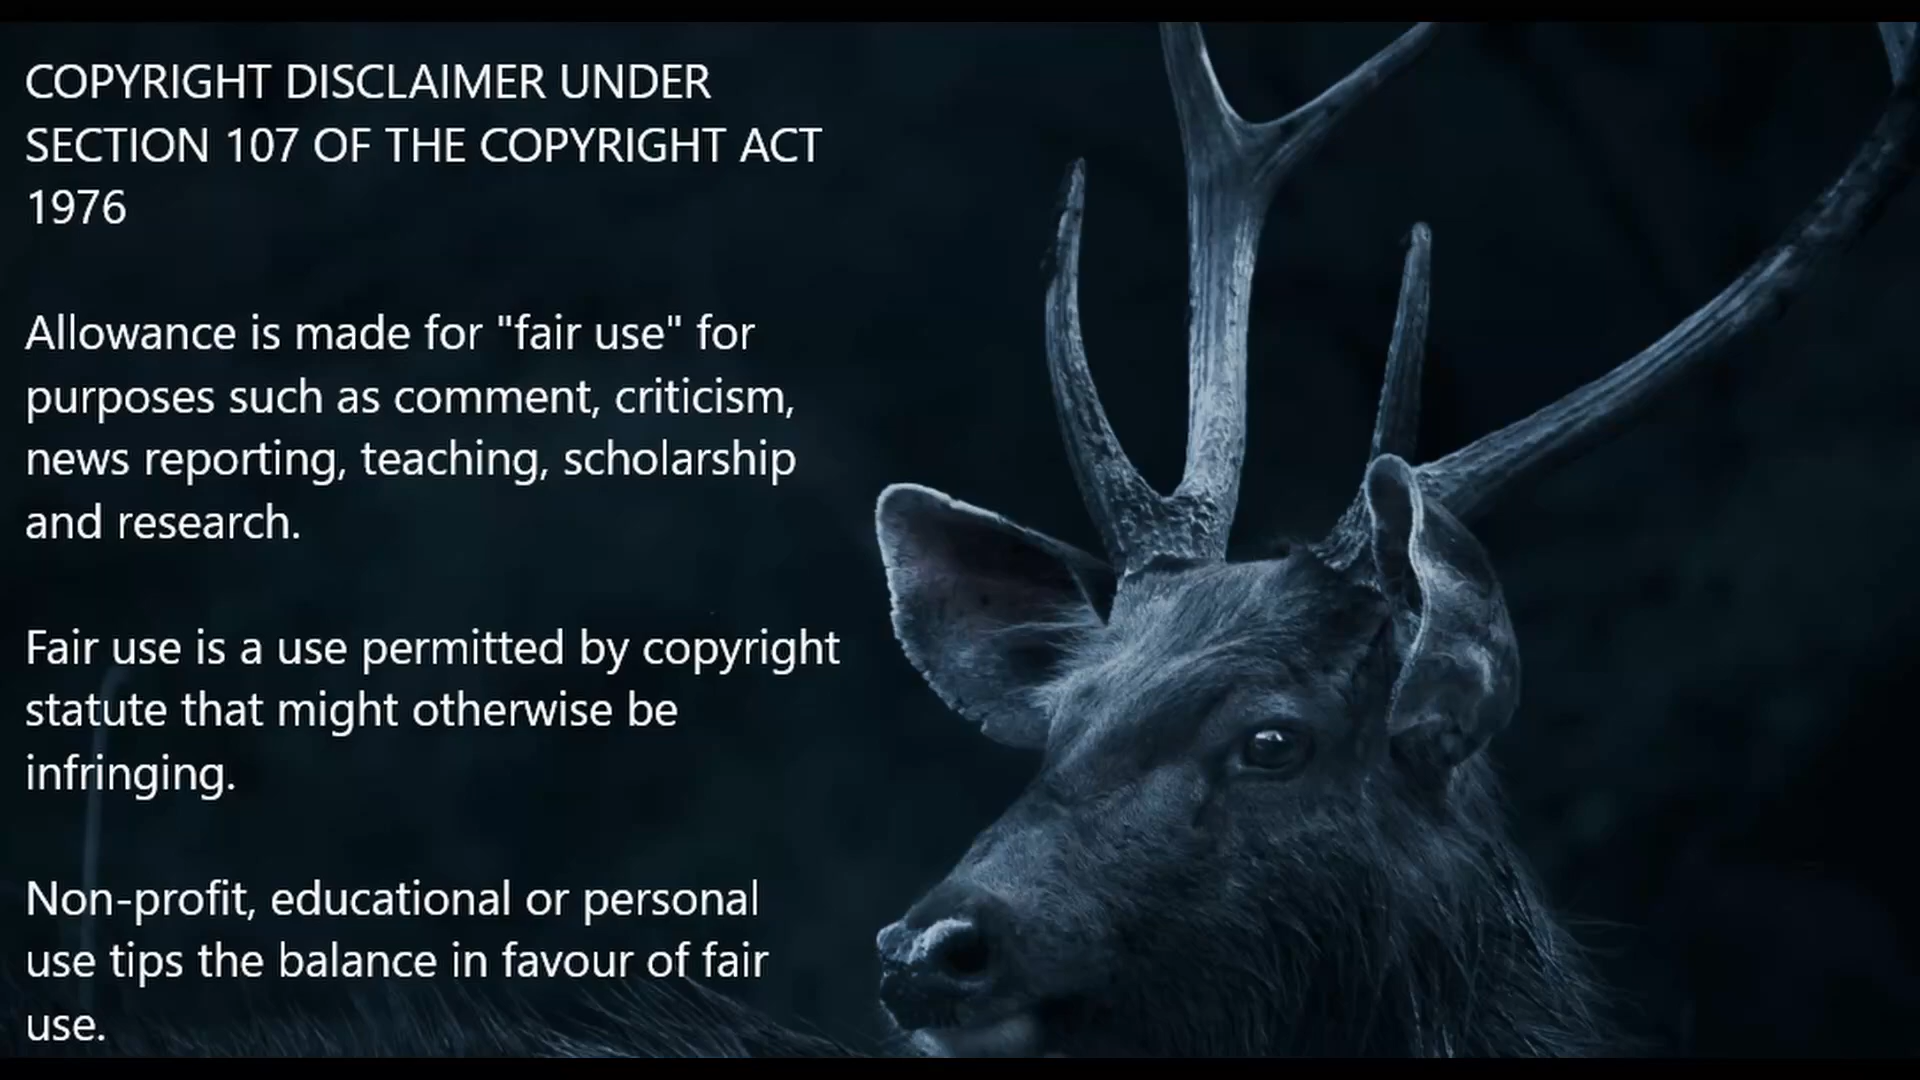 COPYRIGHT DISCLAIMER UNDER
SECTION 107 OF THE COPYRIGHT ACT
1976
Allowance is made for "fair use" for
purposes such as comment, criticism,
news reporting, teaching, scholarship
and research.
Fair use is a use permitted by copyright
statute that might otherwise be
infringing.
Non-profit, educational or personal
use tips the balance in favour of fair
use.